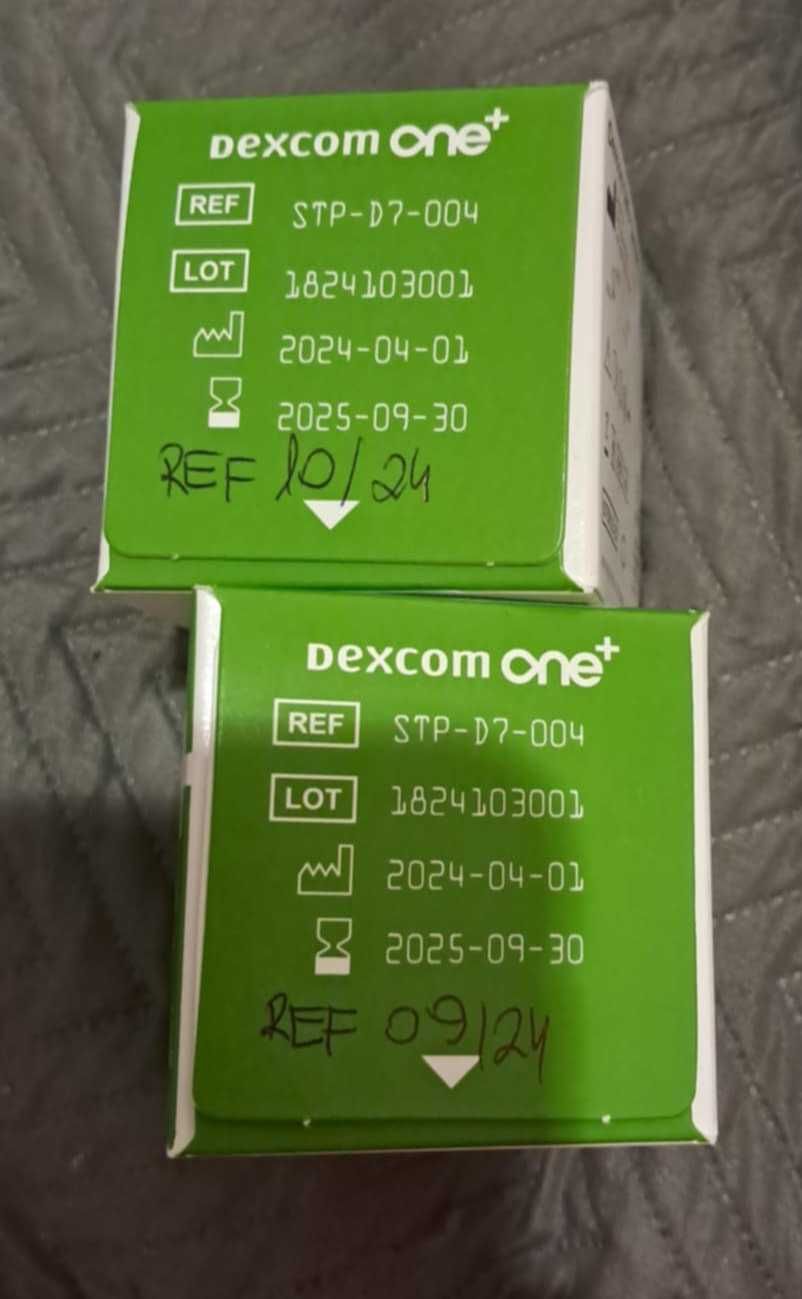 Dexcom one+
REF STP-D7-004
LOT 1824103001
2024-04-01
2025-09-30
REF 10/24
Dexcom one+
REF STP-D7-004
LOT 1824103001
2024-04-01
2025-09-30
REF 09/24